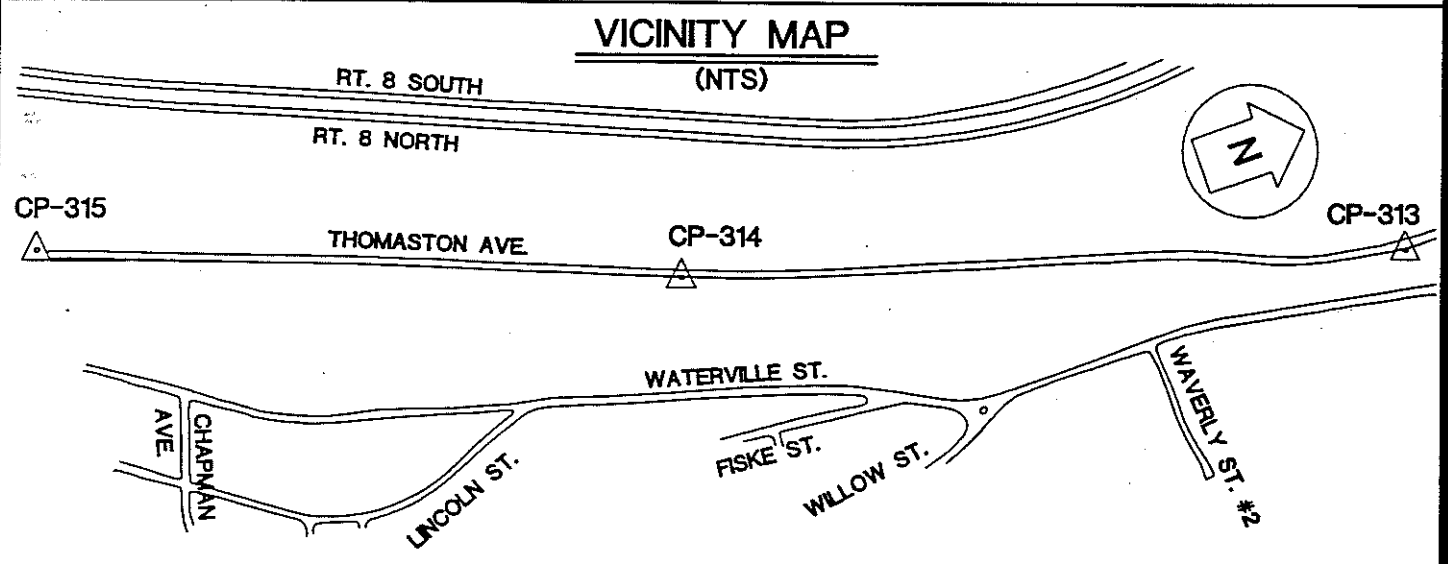 VICINITY MAP
(NTS)
RT. 8 SOUTH
RT. 8 NORTH
N
CP-315
THOMASTON AVE.
CP-314
CP-313
WATERVILLE ST.
CHAPMAN
AVE.
LINCOLN ST.
FISKE ST.
WILLOW ST.
WAVERLY ST. #2